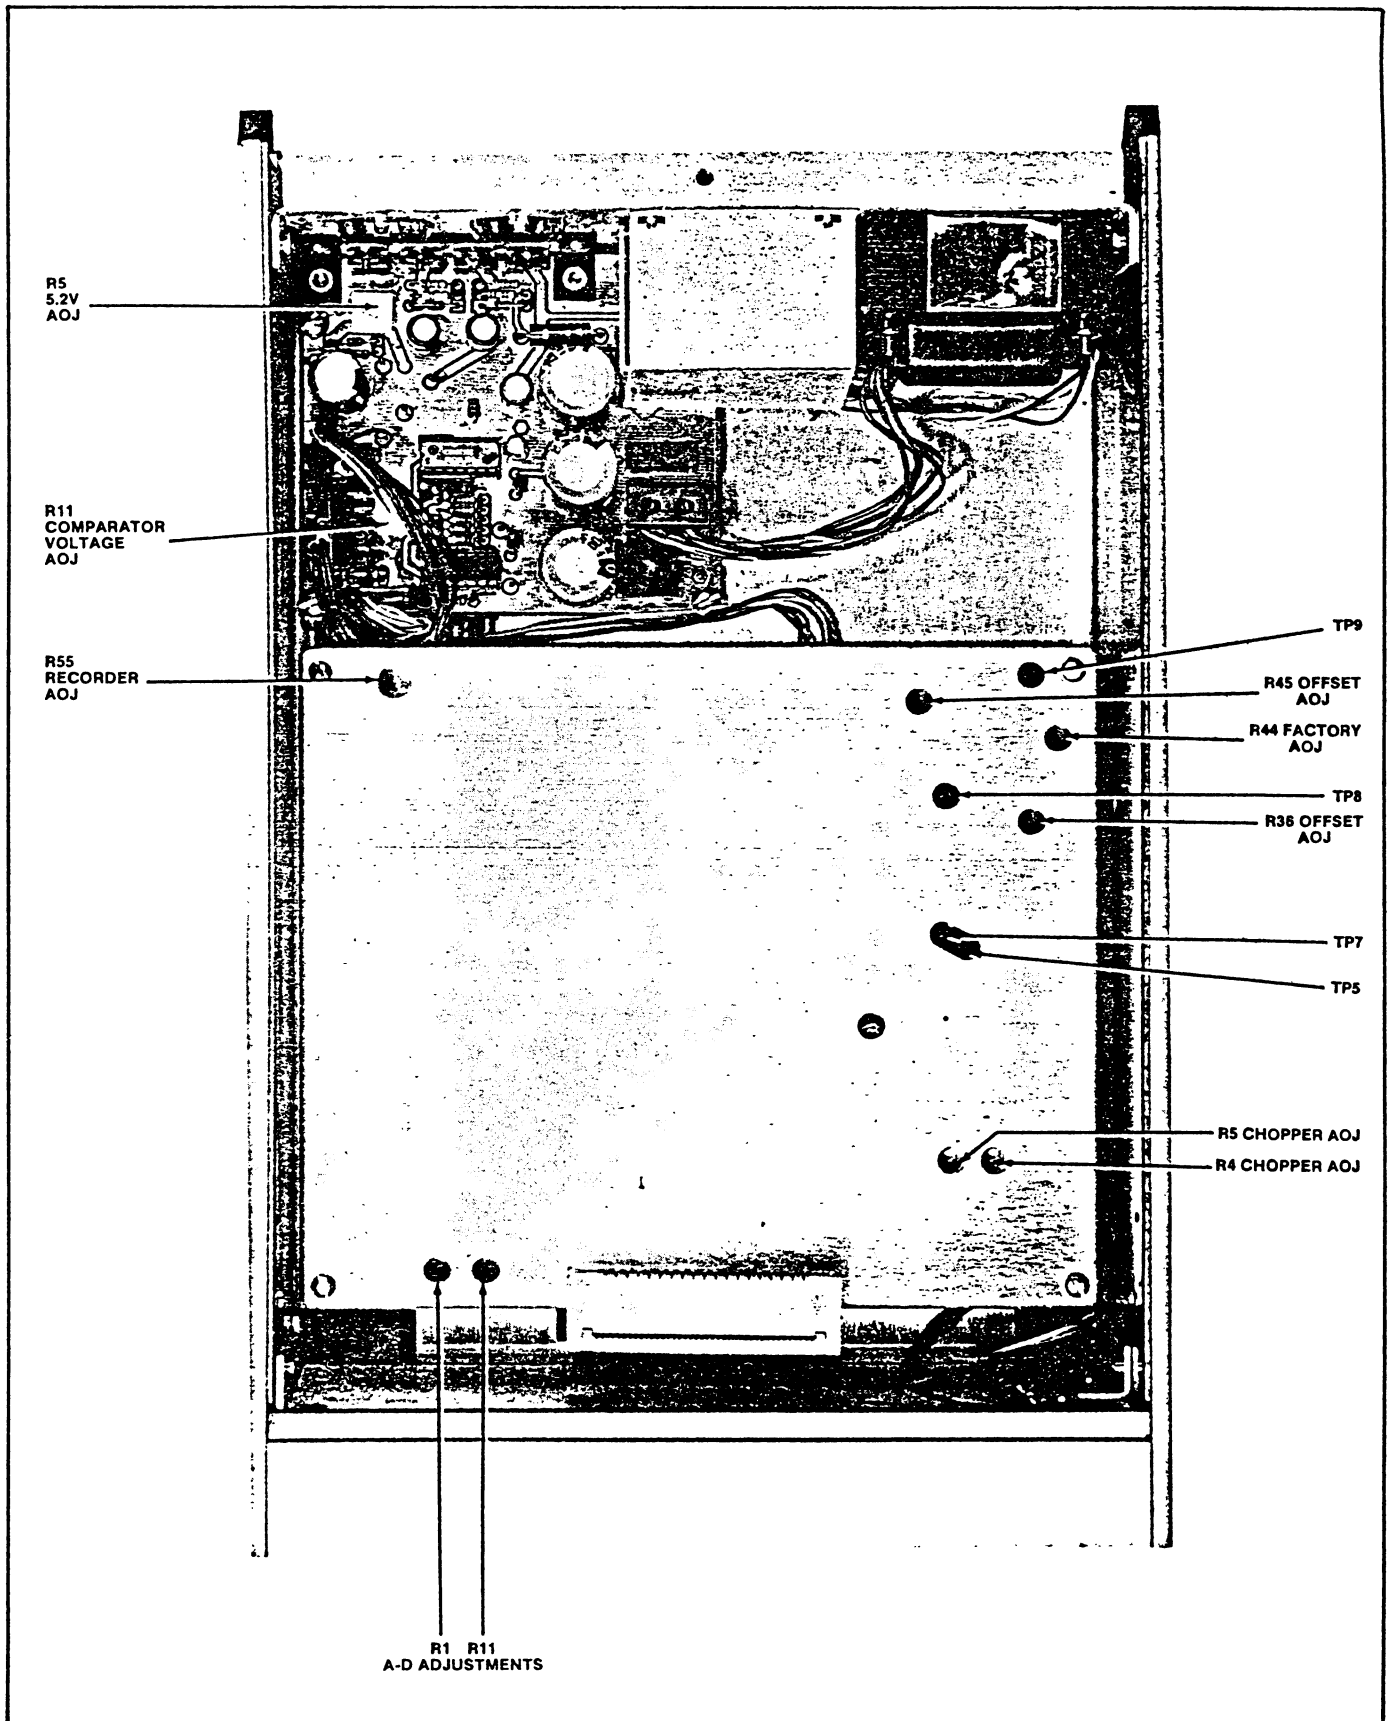 R5
5.2V
AOJ
R11
COMPARATOR
VOLTAGE
AOJ
R55
RECORDER
AOJ
TP9
R45 OFFSET
AOJ
R44 FACTORY
AOJ
TP8
R36 OFFSET
AOJ
TP7
TP5
R5 CHOPPER AOJ
R4 CHOPPER AOJ
R1 R11
A-D ADJUSTMENTS